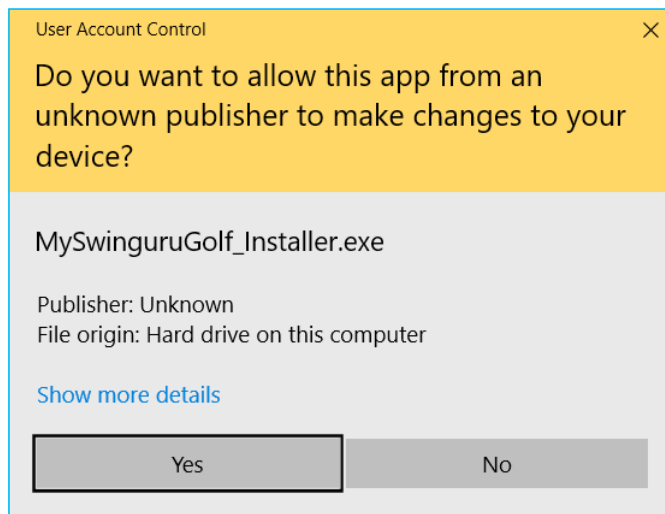 User Account Control
Do you want to allow this app from an
unknown publisher to make changes to your
device?
MySwinguruGolf_Installer.exe
Publisher: Unknown
File origin: Hard drive on this computer
Show more details
Yes No